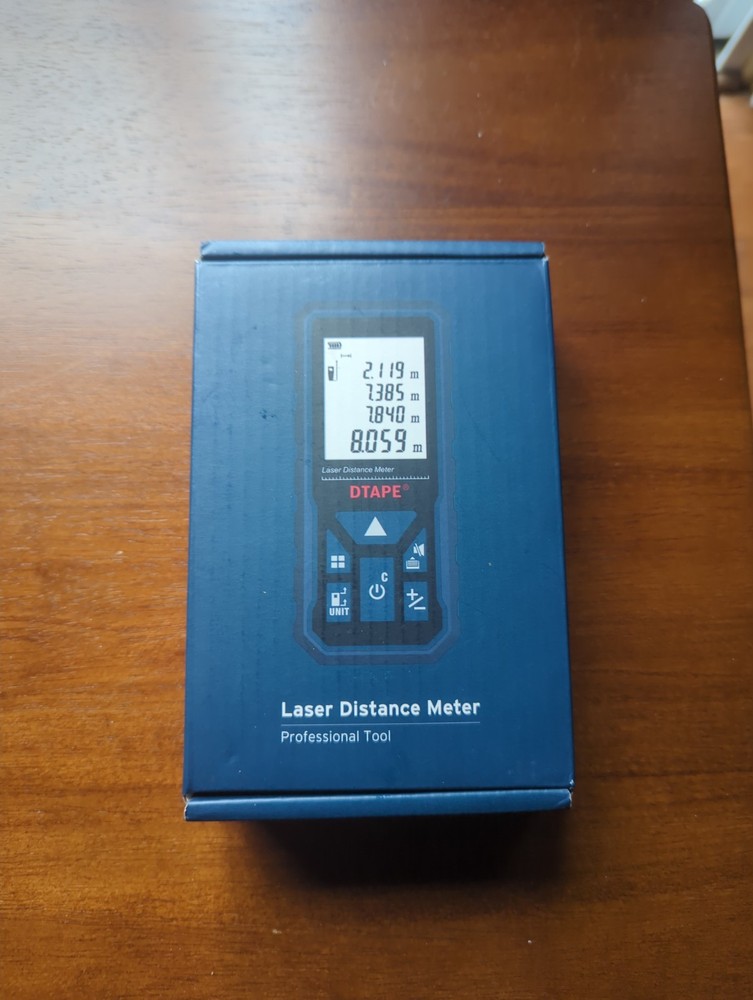 2.119 m
7.385 m
7.840 m
8.059 m
Laser Distance Meter
DTAPE®
C
UNIT
Laser Distance Meter
Professional Tool